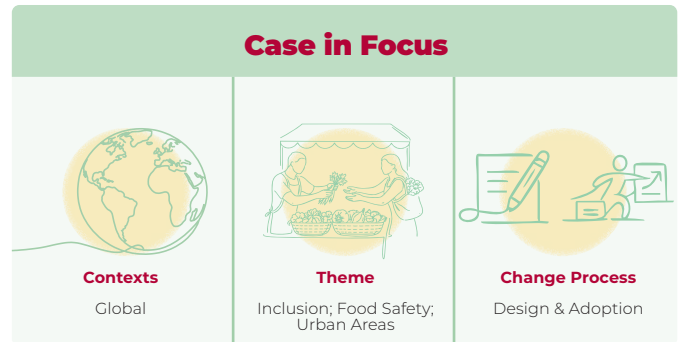 Case in Focus
Contexts
Global
Theme
Inclusion; Food Safety;
Urban Areas
Change Process
Design & Adoption